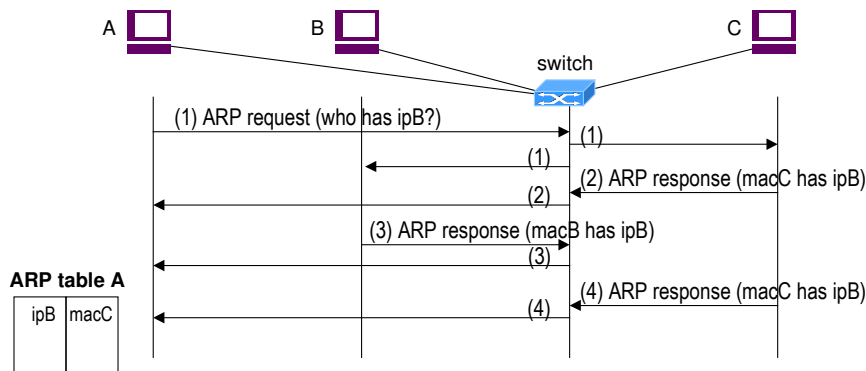 A
B
C
switch
(1) ARP request (who has ipB?)
(1)
(1)
(2) ARP response (macC has ipB)
(2)
(3) ARP response (macB has ipB)
(3)
ARP table A
(4) ARP response (macC has ipB)
ipB macC
(4)